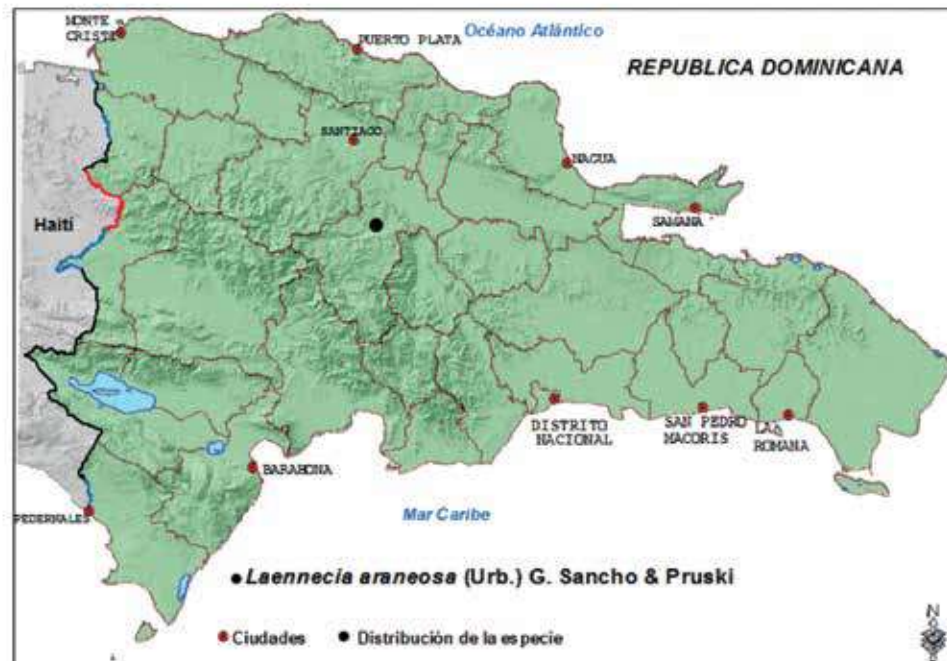 MONTE
CRISTI
PUERTO PLATA
Océano Atlántico
REPUBLICA DOMINICANA
SANTIAGO
NAGUA
SAMANA
Haití
DISTRITO
NACIONAL
SAN PEDRO
MACORIS
LA
ROMANA
BARAHONA
PEDERNALES
Mar Caribe
● Laennecia araneosa (Urb.) G. Sancho & Pruski
Ciudades
Distribución de la especie
N